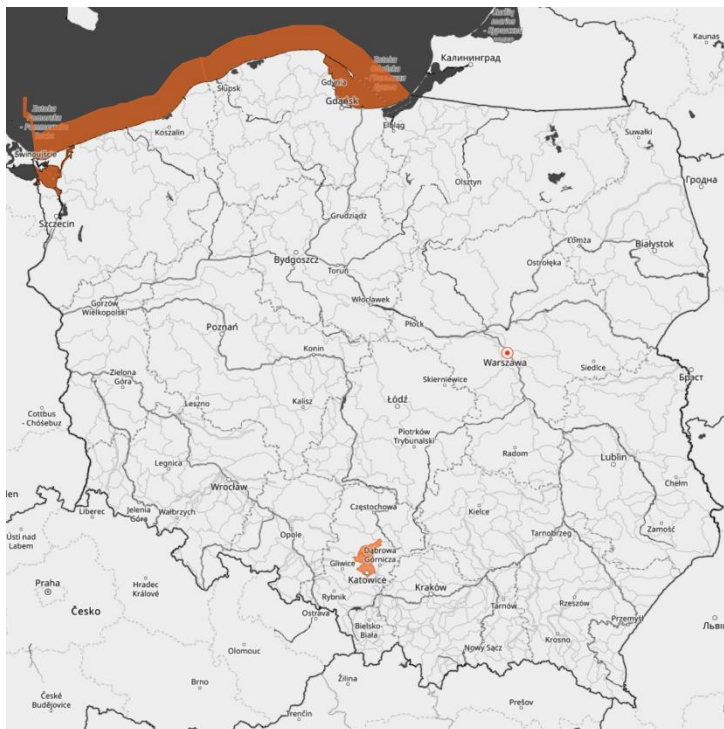 Kaunas
Zatoka
Калининград
Gdynia
Gdańsk
Słupsk
Elbląg
Koszalin
Suwałki
Świnoujście
Гродна
Szczecin
Olsztyn
Grudziądz
Łomża
Białystok
Ostrołęka
Bydgoszcz
Toruń
Włocławek
Gorzów
Wielkopolski
Poznań
Płock
Konin
Warszawa
Siedlce
Брэст
Zielona
Góra
Skierniewice
Cottbus
- Chóśebuz
Leszno
Kalisz
Łódź
Piotrków
Trybunalski
Radom
Lublin
Legnica
Wrocław
Chełm
Liberec
Jelenia
Góra
Wałbrzych
Częstochowa
Kielce
Zamość
Ústí nad
Labem
Opole
Tarnobrzeg
Dąbrowa
Górnicza
Gliwice
Katowice
Praha
Hradec
Králové
Kraków
Rybnik
Tarnów
Rzeszów
Przemyśl
Česko
Ostrava
Bielsko-
Biała
Львів
Krosno
Nowy Sącz
Olomouc
Brno
Žilina
České
Budějovice
Prešov
Trenčín